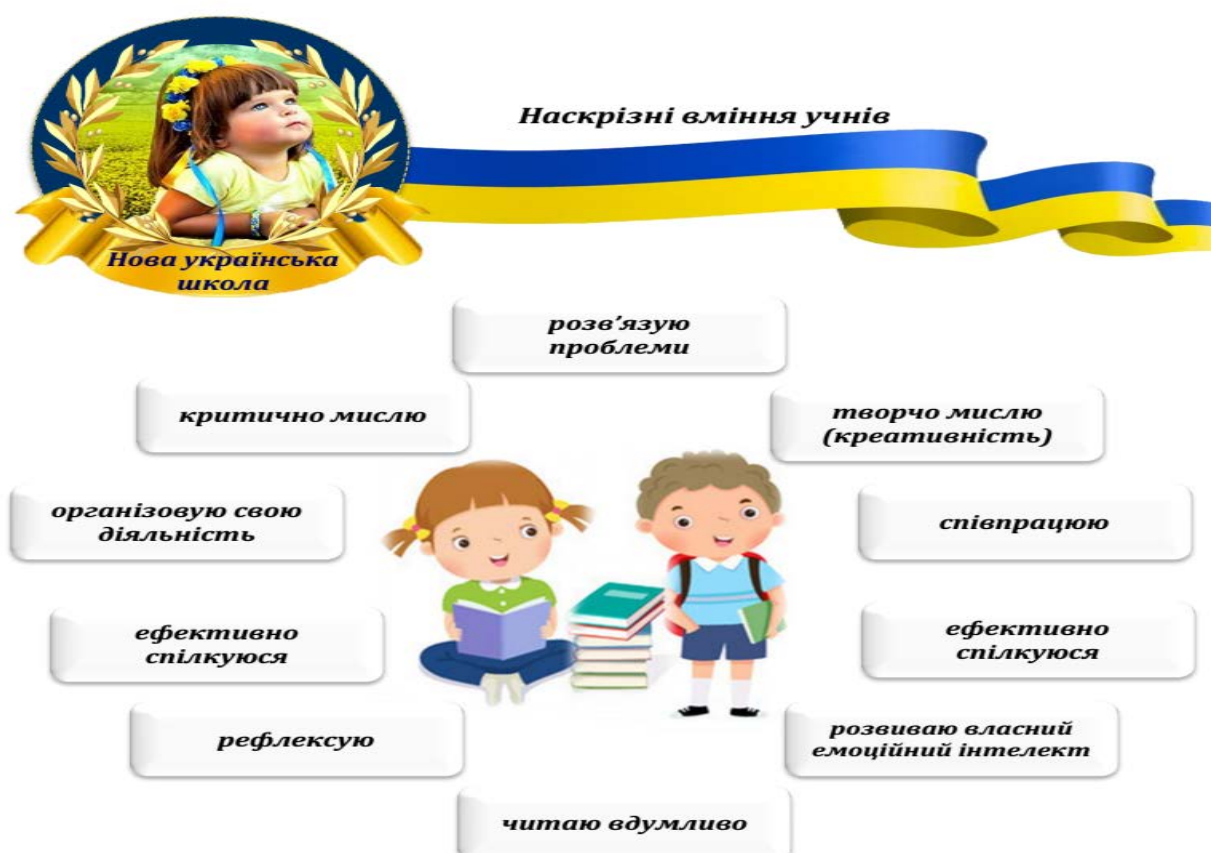 Наскрізні вміння учнів
Нова українська
школа
розв'язую
проблеми
критично мислю
творчо мислю
(креативність)
організовую свою
діяльність
співпрацюю
ефективно
спілкуюся
ефективно
спілкуюся
рефлексую
розвиваю власний
емоційний інтелект
читаю вдумливо